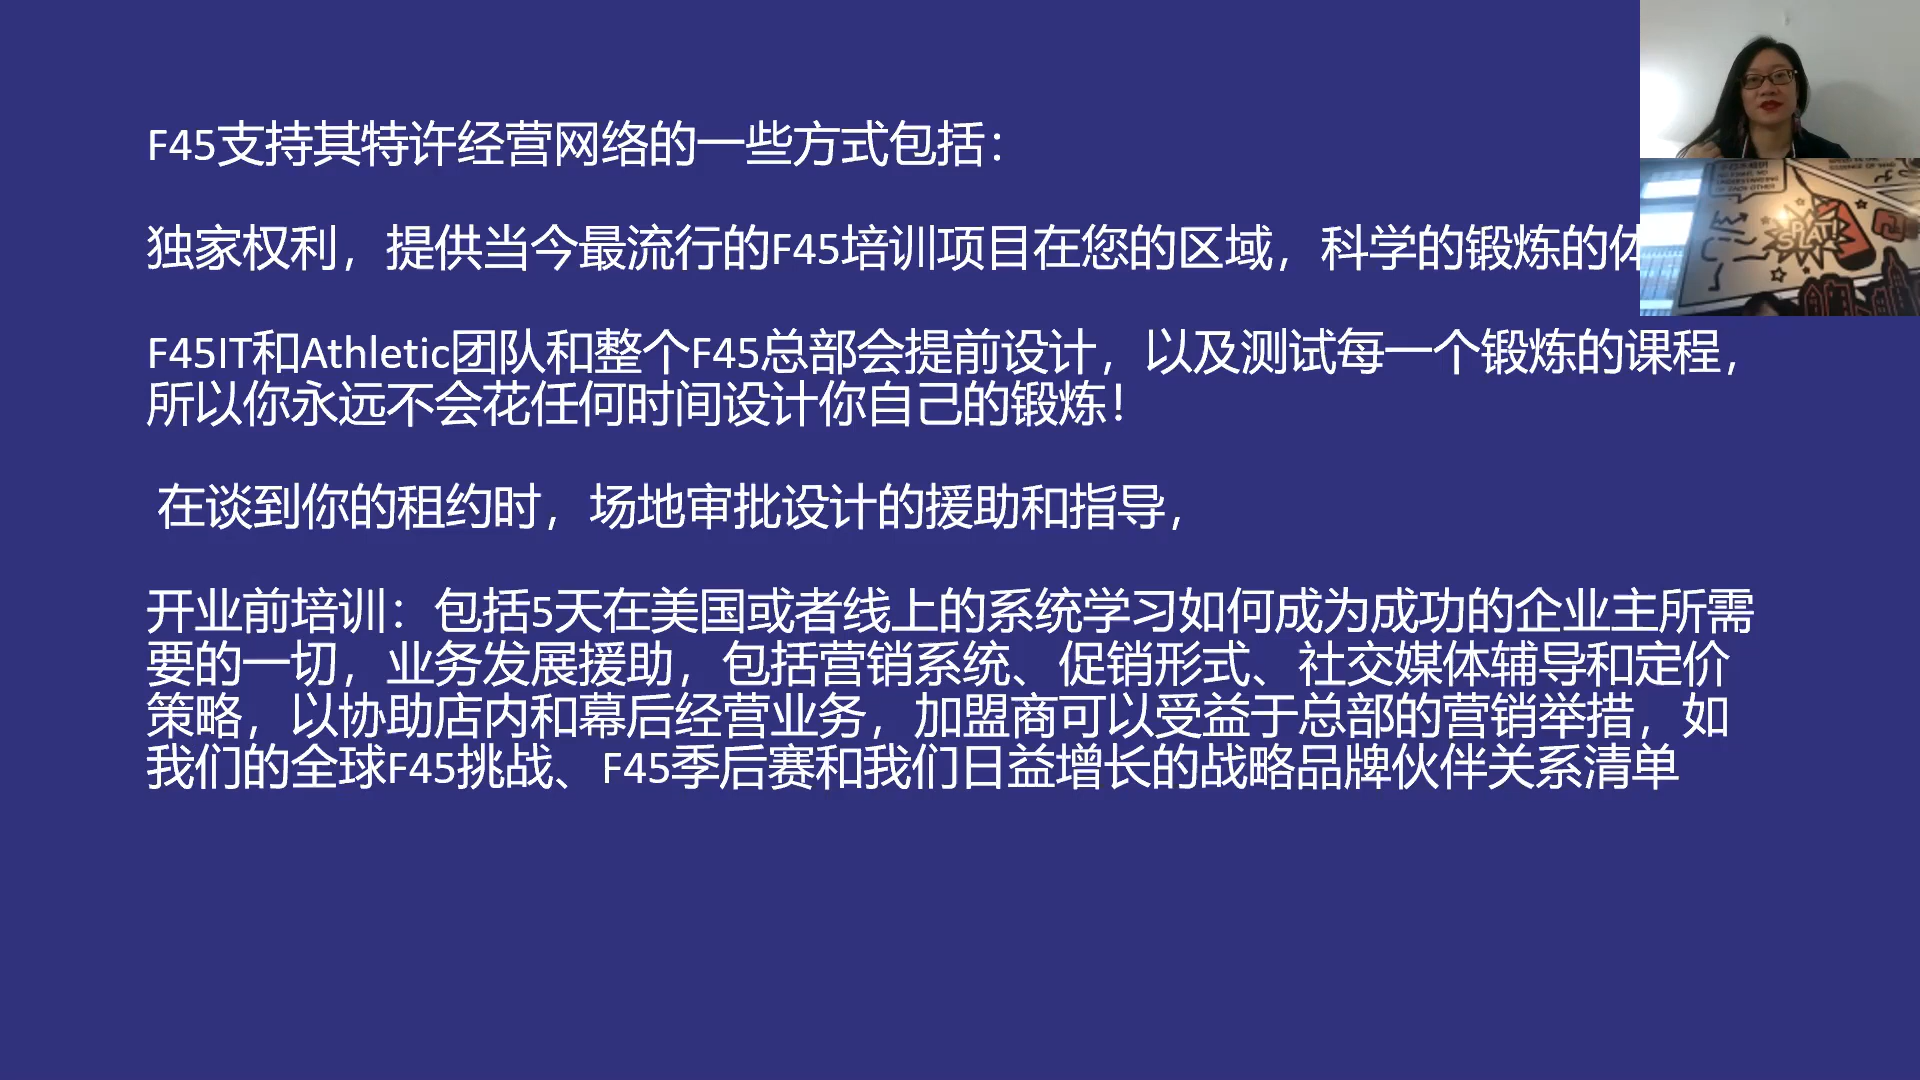 F45支持其特许经营网络的一些方式包括：
独家权利，提供当今最流行的F45培训项目在您的区域，科学的锻炼的体
F45IT和Athletic团队和整个F45总部会提前设计，以及测试每一个锻炼的课程，
所以你永远不会花任何时间设计你自己的锻炼！
在谈到你的租约时，场地审批设计的援助和指导，
开业前培训：包括5天在美国或者线上的系统学习如何成为成功的企业主所需
要的一切，业务发展援助，包括营销系统、促销形式、社交媒体辅导和定价
策略，以协助店内和幕后经营业务，加盟商可以受益于总部的营销举措，如
我们的全球F45挑战、F45季后赛和我们日益增长的战略品牌伙伴关系清单
SPLAT!